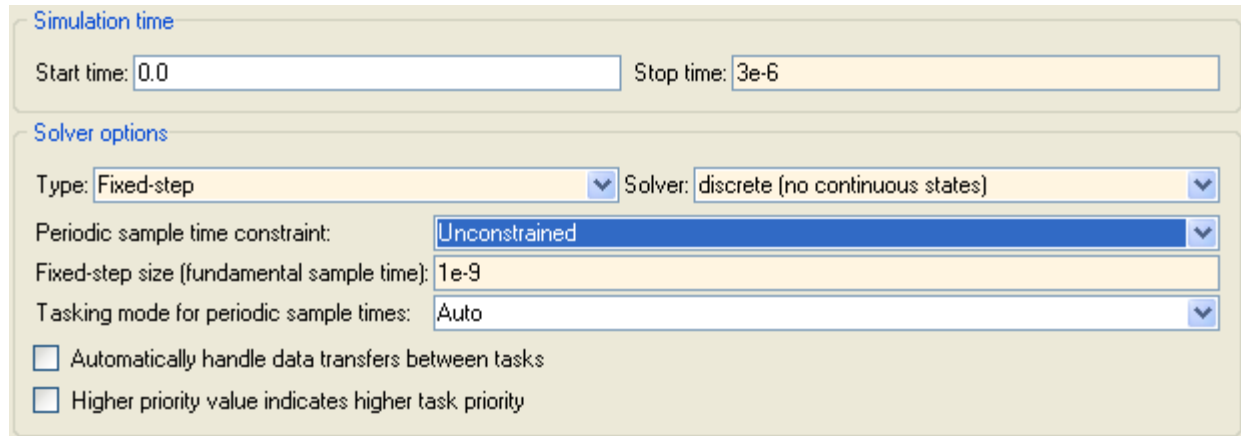 Simulation time
Start time: 0.0 Stop time: 3e-6
Solver options
Type: Fixed-step Solver: discrete (no continuous states)
Periodic sample time constraint: Unconstrained
Fixed-step size (fundamental sample time): 1e-9
Tasking mode for periodic sample times: Auto
Automatically handle data transfers between tasks
Higher priority value indicates higher task priority